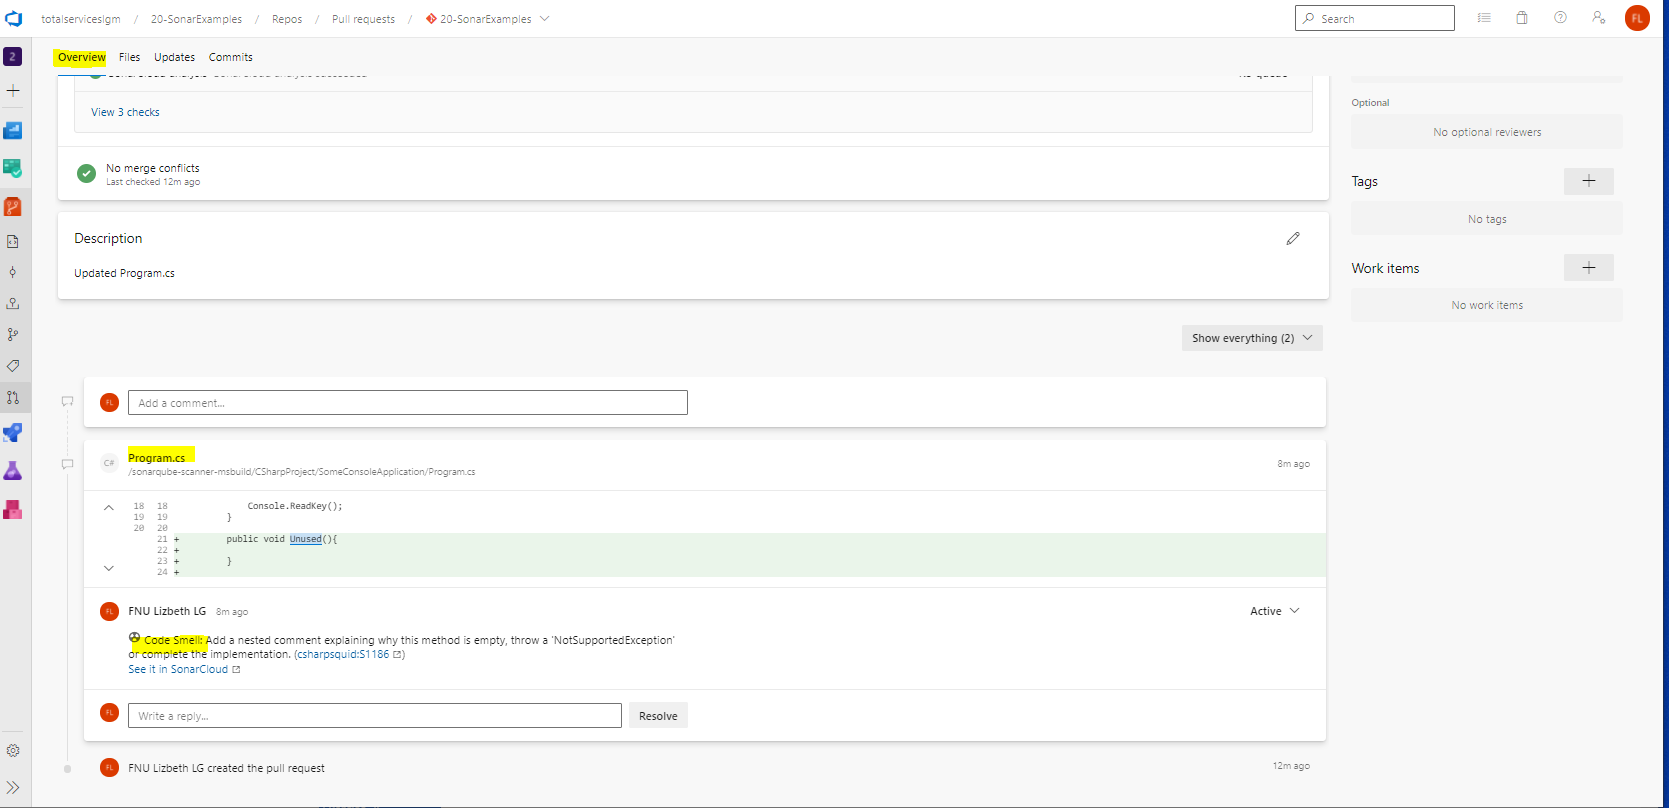 totalserviceslgm / 20-SonarExamples / Repos / Pull requests / 20-SonarExamples
Search
FL
2
Overview Files Updates Commits
View 3 checks
No merge conflicts
Last checked 12m ago
Description
Updated Program.cs
Optional
No optional reviewers
Tags
No tags
Work items
No work items
Show everything (2)
FL Add a comment...
C# Program.cs
/sonarqube-scanner-msbuild/CSharpProject/SomeConsoleApplication/Program.cs
8m ago
18 18 Console.ReadKey();
19 19 }
20 20
21 + public void Unused(){
22 +
23 + }
24 +
FL FNU Lizbeth LG 8m ago
Active
Code Smell: Add a nested comment explaining why this method is empty, throw a 'NotSupportedException'
or complete the implementation. (csharpsquid:S1186)
See it in SonarCloud
FL Write a reply... Resolve
FL FNU Lizbeth LG created the pull request
12m ago